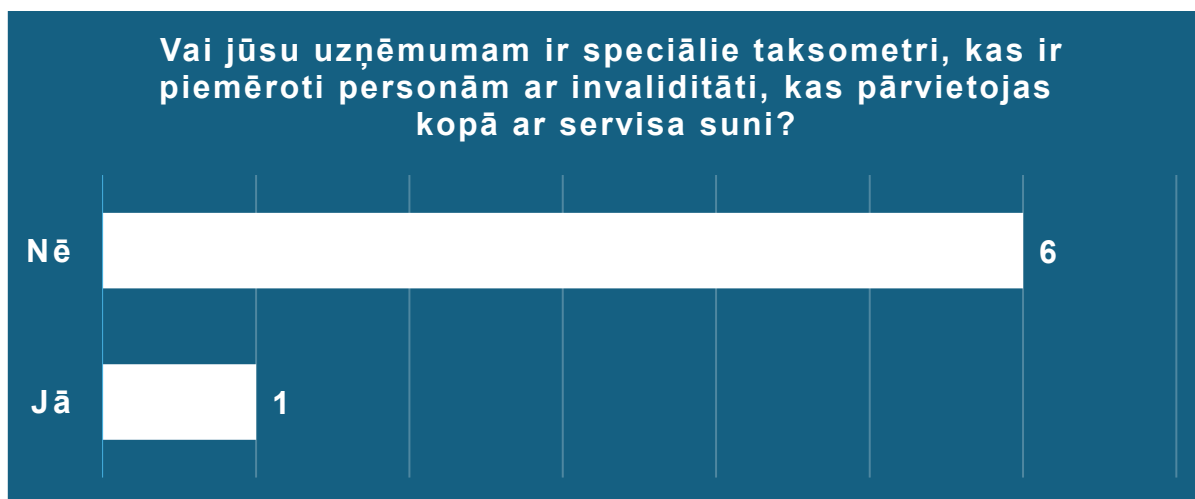 Vai jūsu uzņēmumam ir speciālie taksometri, kas ir
piemēroti personām ar invaliditāti, kas pārvietojas
kopā ar servisa suni?
Nē 6
Jā 1